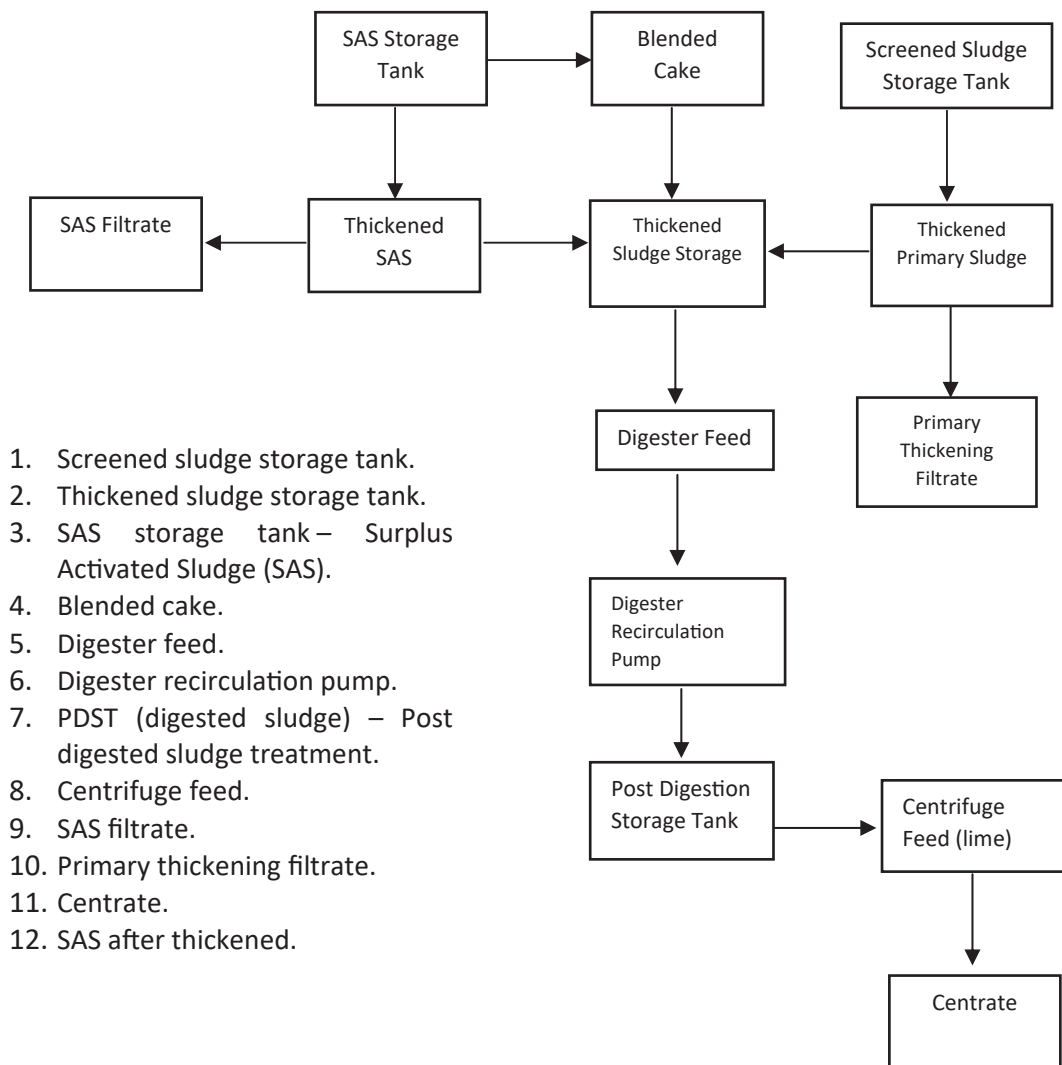 SAS Storage
Tank
Blended
Cake
Screened Sludge
Storage Tank
SAS Filtrate
Thickened
SAS
Thickened
Sludge Storage
Thickened
Primary Sludge
Digester Feed
Primary
Thickening
Filtrate
Digester
Recirculation
Pump
Post Digestion
Storage Tank
Centrifuge
Feed (lime)
Centrate
1. Screened sludge storage tank.
2. Thickened sludge storage tank.
3. SAS storage tank – Surplus
Activated Sludge (SAS).
4. Blended cake.
5. Digester feed.
6. Digester recirculation pump.
7. PDST (digested sludge) – Post
digested sludge treatment.
8. Centrifuge feed.
9. SAS filtrate.
10. Primary thickening filtrate.
11. Centrate.
12. SAS after thickened.